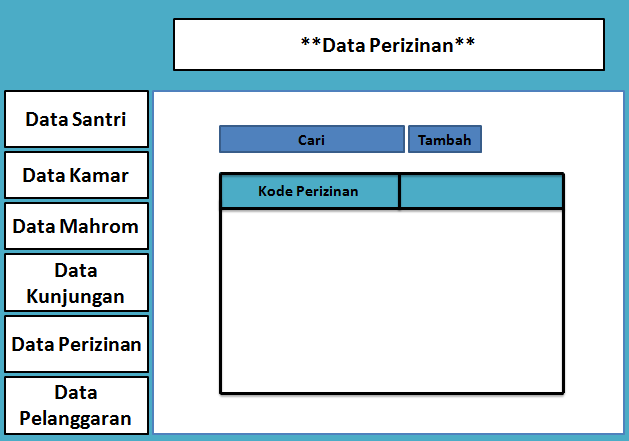 **Data Perizinan**
Data Santri
Data Kamar
Data Mahrom
Data
Kunjungan
Data Perizinan
Data
Pelanggaran
Cari Tambah
Kode Perizinan